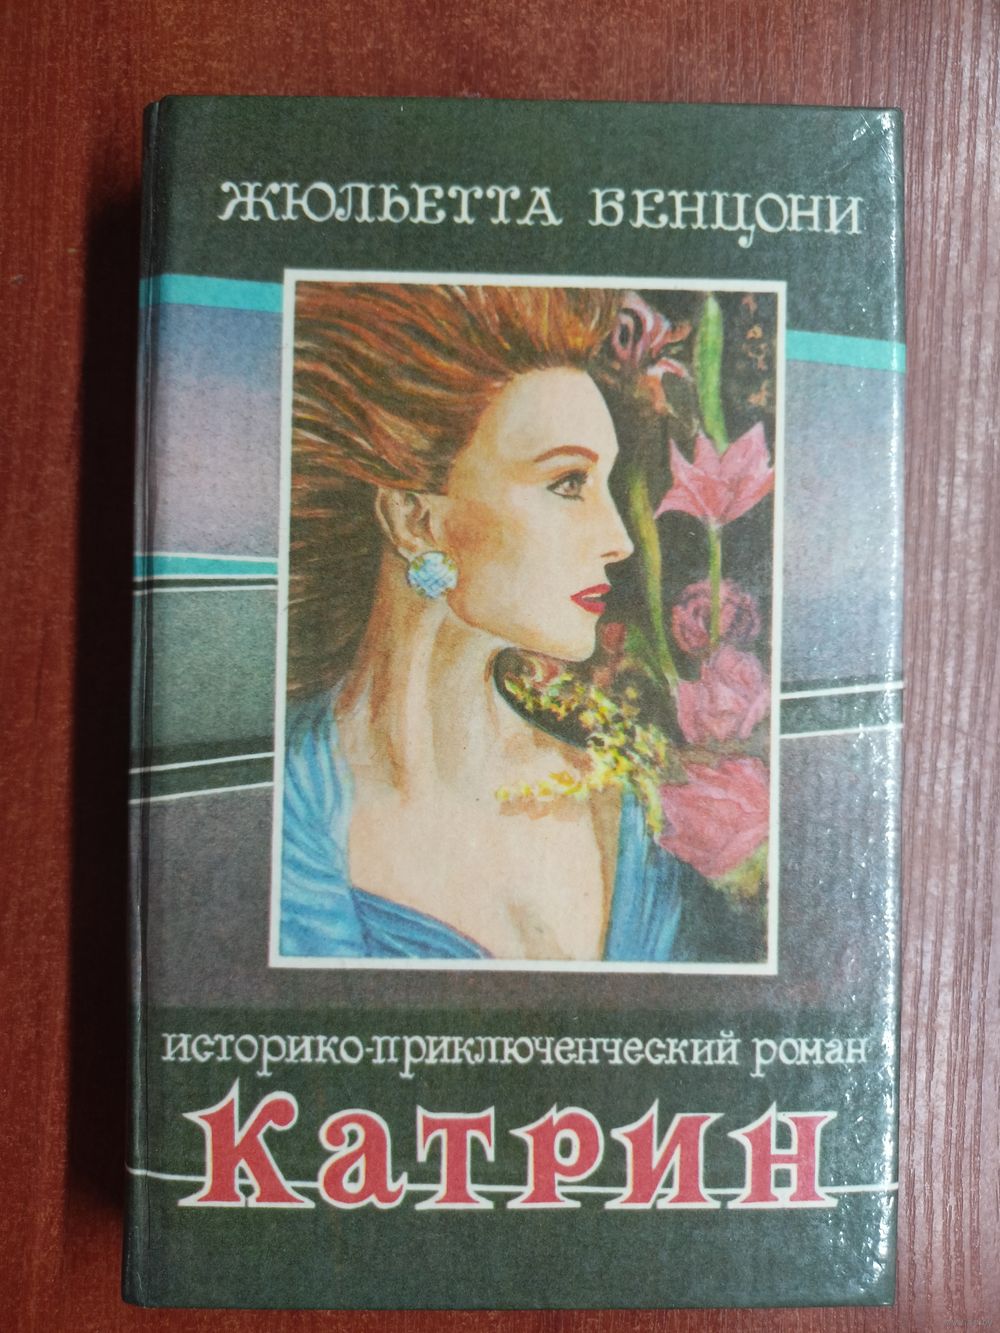 ЖЮЛЬЕТТА БЕНЦОНИ
ИСТОРИКО-ПРИКЛЮЧЕНЧЕСКИЙ РОМАН
КАТРИН